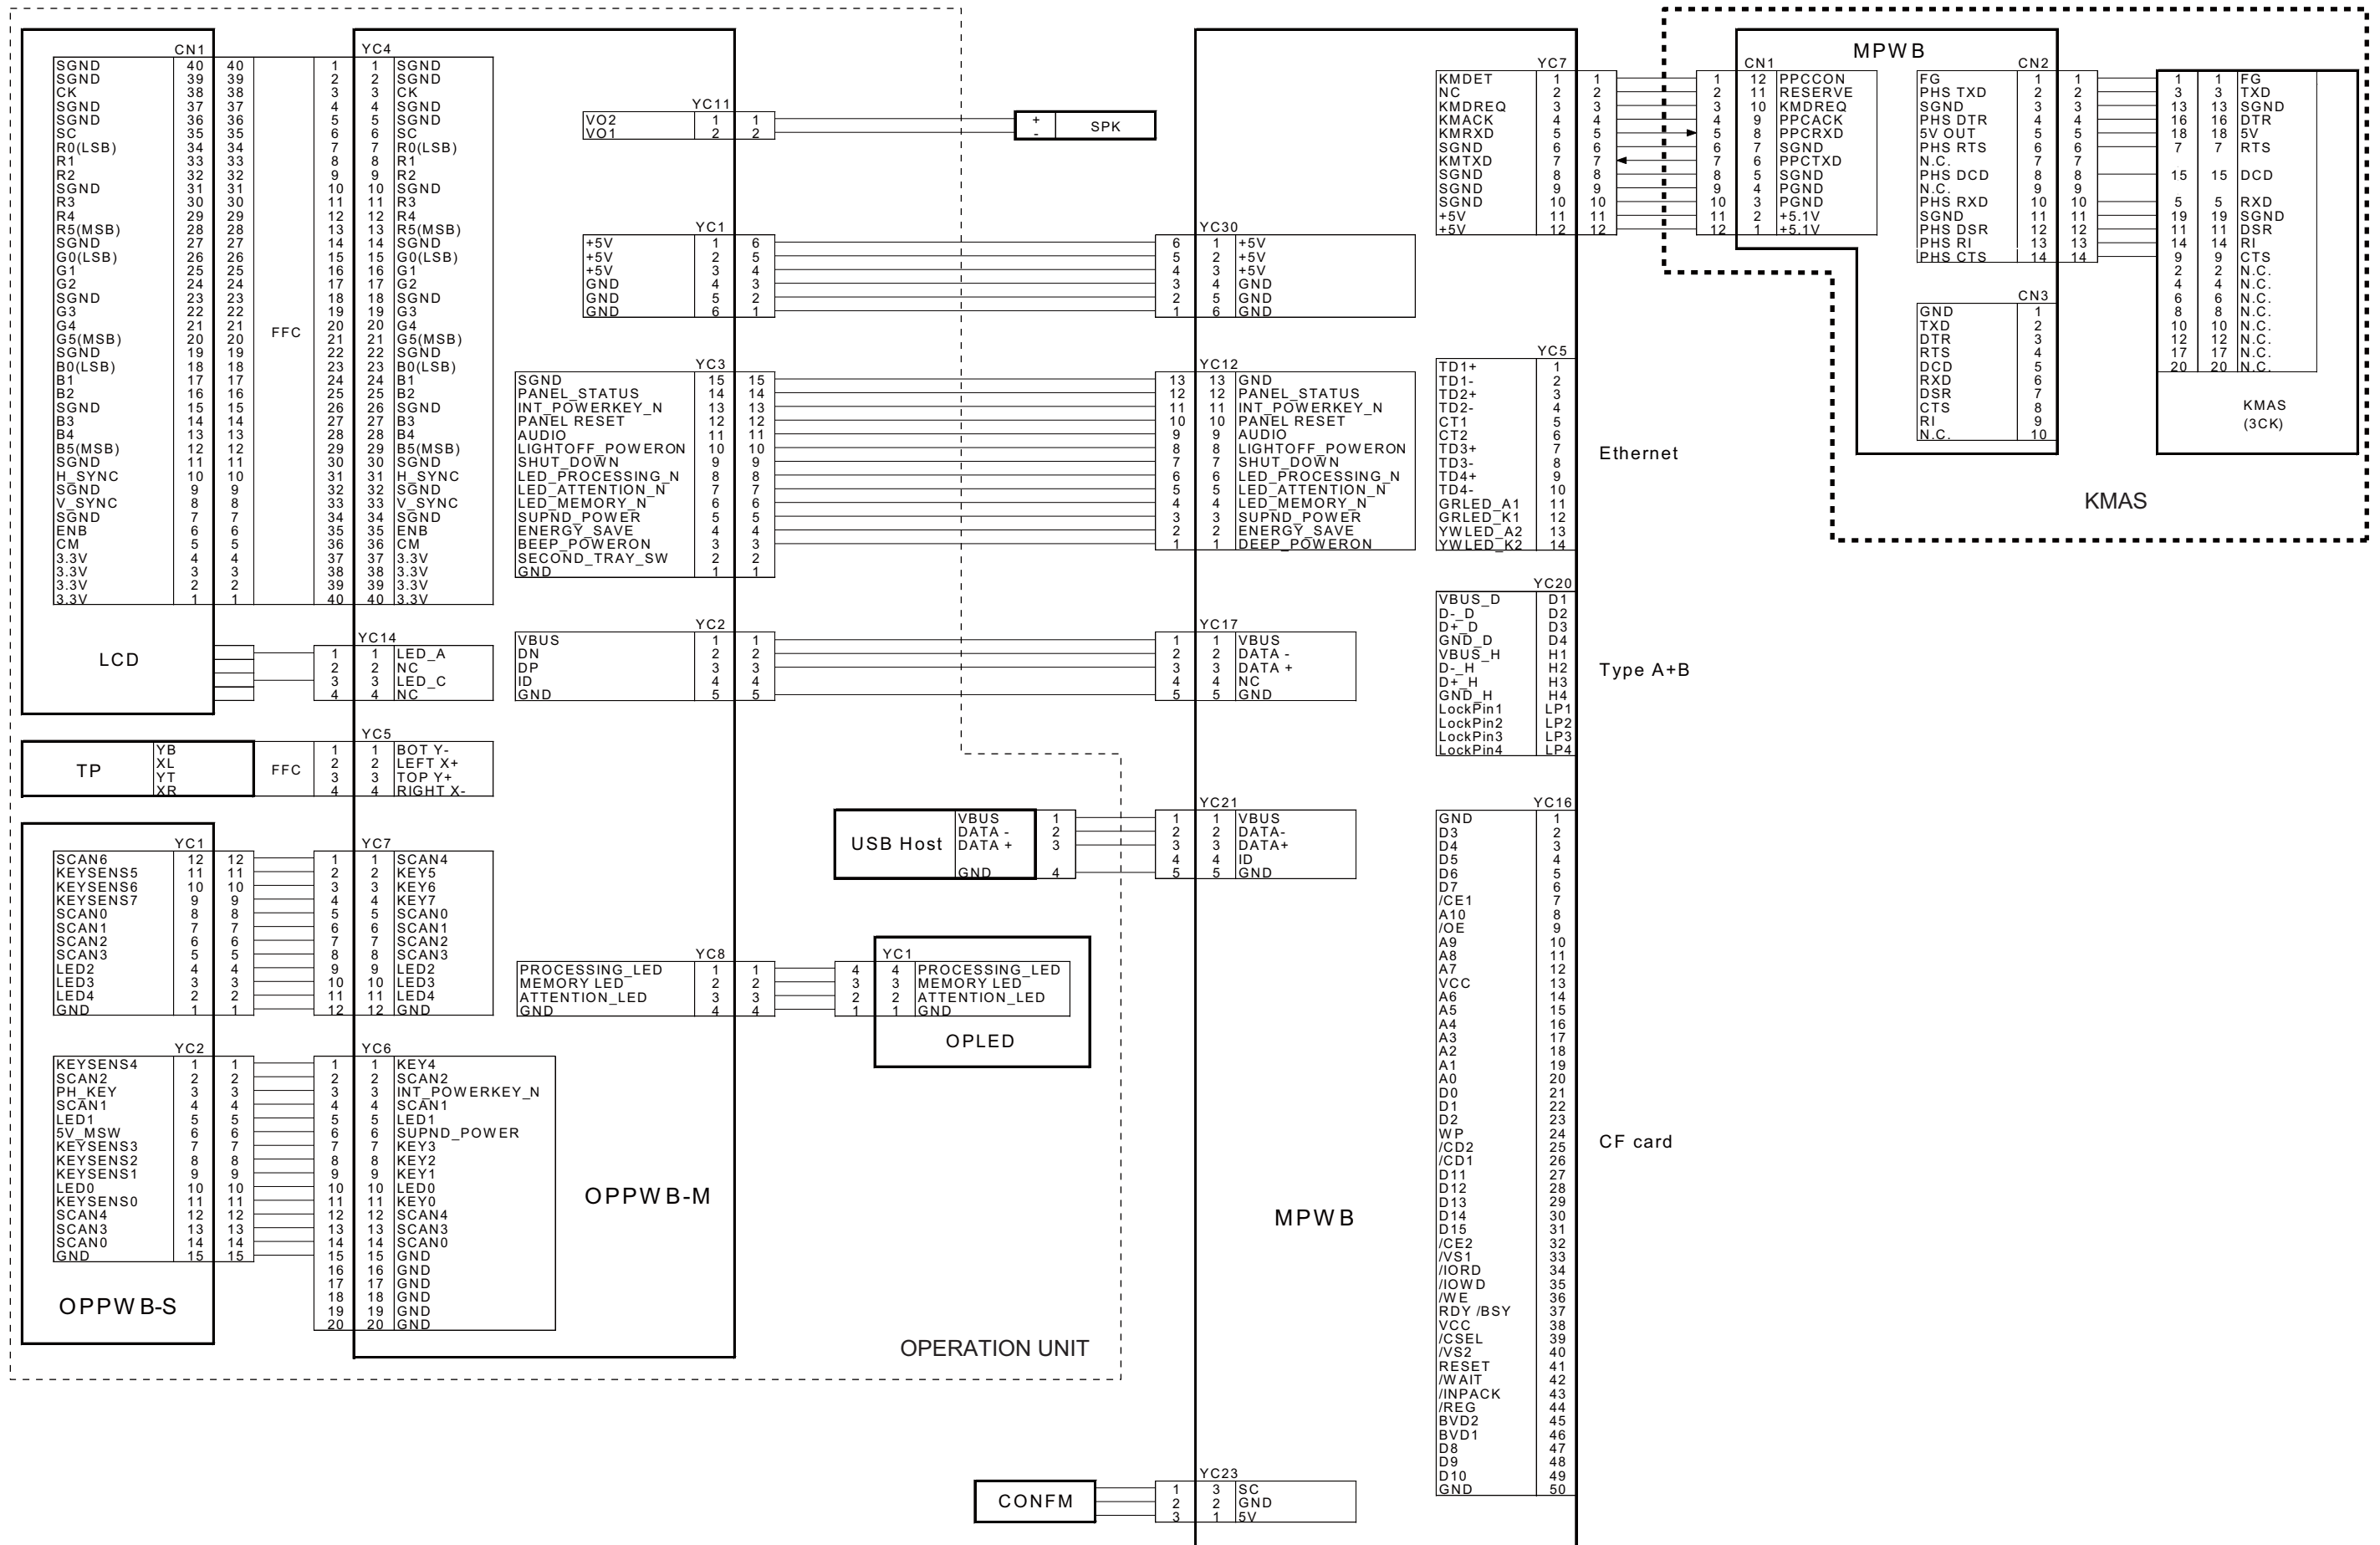 CN1
SGND 40 40
SGND 39 39
CK 38 38
SGND 37 37
SGND 36 36
SC 35 35
R0(LSB) 34 34
R1 33 33
R2 32 32
SGND 31 31
R3 30 30
R4 29 29
R5(MSB) 28 28
SGND 27 27
G0(LSB) 26 26
G1 25 25
G2 24 24
SGND 23 23
G3 22 22
G4 21 21
G5(MSB) 20 20
SGND 19 19
B0(LSB) 18 18
B1 17 17
B2 16 16
SGND 15 15
B3 14 14
B4 13 13
B5(MSB) 12 12
SGND 11 11
H_SYNC 10 10
SGND 9 9
V_SYNC 8 8
SGND 7 7
ENB 6 6
CM 5 5
3.3V 4 4
3.3V 3 3
3.3V 2 2
3.3V 1 1
LCD
FFC
YC4
1 1 SGND
2 2 SGND
3 3 CK
4 4 SGND
5 5 SGND
6 6 SC
7 7 R0(LSB)
8 8 R1
9 9 R2
10 10 SGND
11 11 R3
12 12 R4
13 13 R5(MSB)
14 14 SGND
15 15 G0(LSB)
16 16 G1
17 17 G2
18 18 SGND
19 19 G3
20 20 G4
21 21 G5(MSB)
22 22 SGND
23 23 B0(LSB)
24 24 B1
25 25 B2
26 26 SGND
27 27 B3
28 28 B4
29 29 B5(MSB)
30 30 SGND
31 31 H_SYNC
32 32 SGND
33 33 V_SYNC
34 34 SGND
35 35 ENB
36 36 CM
37 37 3.3V
38 38 3.3V
39 39 3.3V
40 40 3.3V
YC14
1 1 LED_A
2 2 NC
3 3 LED_C
4 4 NC
TP
YB
XL
YT
XR
FFC
YC5
1 1 BOT Y-
2 2 LEFT X+
3 3 TOP Y+
4 4 RIGHT X-
YC1
SCAN6 12 12
KEYSENS5 11 11
KEYSENS6 10 10
KEYSENS7 9 9
SCAN0 8 8
SCAN1 7 7
SCAN2 6 6
SCAN3 5 5
LED2 4 4
LED3 3 3
LED4 2 2
GND 1 1
YC7
1 1 SCAN4
2 2 KEY5
3 3 KEY6
4 4 KEY7
5 5 SCAN0
6 6 SCAN1
7 7 SCAN2
8 8 SCAN3
9 9 LED2
10 10 LED3
11 11 LED4
12 12 GND
YC2
KEYSENS4 1 1
SCAN2 2 2
PH_KEY 3 3
SCAN1 4 4
LED1 5 5
5V_MSW 6 6
KEYSENS3 7 7
KEYSENS2 8 8
KEYSENS1 9 9
LED0 10 10
KEYSENS0 11 11
SCAN4 12 12
SCAN3 13 13
SCAN0 14 14
GND 15 15
OPPWB-S
YC6
1 1 KEY4
2 2 SCAN2
3 3 INT_POWERKEY_N
4 4 SCAN1
5 5 LED1
6 6 SUPND_POWER
7 7 KEY3
8 8 KEY2
9 9 KEY1
10 10 LED0
11 11 KEY0
12 12 SCAN4
13 13 SCAN3
14 14 SCAN0
15 15 GND
16 16 GND
17 17 GND
18 18 GND
19 19 GND
20 20 GND
OPPWB-M
YC11
VO2 1 1
VO1 2 2
+ SPK
-
YC1
+5V 1 6
+5V 2 5
+5V 3 4
GND 4 3
GND 5 2
GND 6 1
YC3
SGND 15 15
PANEL_STATUS 14 14
INT_POWERKEY_N 13 13
PANEL RESET 12 12
AUDIO 11 11
LIGHTOFF_POWERON 10 10
SHUT_DOWN 9 9
LED_PROCESSING_N 8 8
LED_ATTENTION_N 7 7
LED_MEMORY_N 6 6
SUPND_POWER 5 5
ENERGY_SAVE 4 4
BEEP_POWERON 3 3
SECOND_TRAY_SW 2 2
GND 1 1
YC2
VBUS 1 1
DN 2 2
DP 3 3
ID 4 4
GND 5 5
YC8
PROCESSING_LED 1 1
MEMORY LED 2 2
ATTENTION_LED 3 3
GND 4 4
YC1
4 4 PROCESSING_LED
3 3 MEMORY LED
2 2 ATTENTION_LED
1 1 GND
OPLED
OPERATION UNIT
USB Host
VBUS 1
DATA - 2
DATA + 3
GND 4
CONFM
YC30
6 1 +5V
5 2 +5V
4 3 +5V
3 4 GND
2 5 GND
1 6 GND
YC12
13 13 GND
12 12 PANEL_STATUS
11 11 INT_POWERKEY_N
10 10 PANEL RESET
9 9 AUDIO
8 8 LIGHTOFF_POWERON
7 7 SHUT_DOWN
6 6 LED_PROCESSING_N
5 5 LED_ATTENTION_N
4 4 LED_MEMORY_N
3 3 SUPND_POWER
2 2 ENERGY_SAVE
1 1 DEEP_POWERON
YC17
1 1 VBUS
2 2 DATA -
3 3 DATA +
4 4 NC
5 5 GND
YC21
1 1 VBUS
2 2 DATA-
3 3 DATA+
4 4 ID
5 5 GND
MPWB
YC23
1 3 SC
2 2 GND
3 1 5V
YC7
KMDET 1 1
NC 2 2
KMDREQ 3 3
KMACK 4 4
KMRXD 5 5
SGND 6 6
KMTXD 7 7
SGND 8 8
SGND 9 9
SGND 10 10
+5V 11 11
+5V 12 12
YC5
TD1+ 1
TD1- 2
TD2+ 3
TD2- 4
CT1 5
CT2 6
TD3+ 7
TD3- 8
TD4+ 9
TD4- 10
GRLED_A1 11
GRLED_K1 12
YWLED_A2 13
YWLED_K2 14
Ethernet
YC20
VBUS_D D1
D-_D D2
D+_D D3
GND_D D4
VBUS_H H1
D-_H H2
D+_H H3
GND_H H4
LockPin1 LP1
LockPin2 LP2
LockPin3 LP3
LockPin4 LP4
Type A+B
YC16
GND 1
D3 2
D4 3
D5 4
D6 5
D7 6
/CE1 7
A10 8
/OE 9
A9 10
A8 11
A7 12
VCC 13
A6 14
A5 15
A4 16
A3 17
A2 18
A1 19
A0 20
D0 21
D1 22
D2 23
WP 24
/CD2 25
/CD1 26
D11 27
D12 28
D13 29
D14 30
D15 31
/CE2 32
/VS1 33
/IORD 34
/IOWD 35
/WE 36
RDY /BSY 37
VCC 38
/CSEL 39
/VS2 40
RESET 41
/WAIT 42
/INPACK 43
/REG 44
BVD2 45
BVD1 46
D8 47
D9 48
D10 49
GND 50
CF card
MPWB
CN1
1 12 PPCCON
2 11 RESERVE
3 10 KMDREQ
4 9 PPCACK
5 8 PPCRXD
6 7 SGND
7 6 PPCTXD
8 5 SGND
9 4 PGND
10 3 PGND
11 2 +5.1V
12 1 +5.1V
CN2
FG 1 1
PHS TXD 2 2
SGND 3 3
PHS DTR 4 4
5V OUT 5 5
PHS RTS 6 6
N.C. 7 7
PHS DCD 8 8
N.C. 9 9
PHS RXD 10 10
SGND 11 11
PHS DSR 12 12
PHS RI 13 13
PHS CTS 14 14
CN3
GND 1
TXD 2
DTR 3
RTS 4
DCD 5
RXD 6
DSR 7
CTS 8
RI 9
N.C. 10
1 1 FG
3 3 TXD
13 13 SGND
16 16 DTR
18 18 5V
7 7 RTS
15 15 DCD
5 5 RXD
19 19 SGND
11 11 DSR
14 14 RI
9 9 CTS
2 2 N.C.
4 4 N.C.
6 6 N.C.
8 8 N.C.
10 10 N.C.
12 12 N.C.
17 17 N.C.
20 20 N.C.
KMAS
(3CK)
KMAS